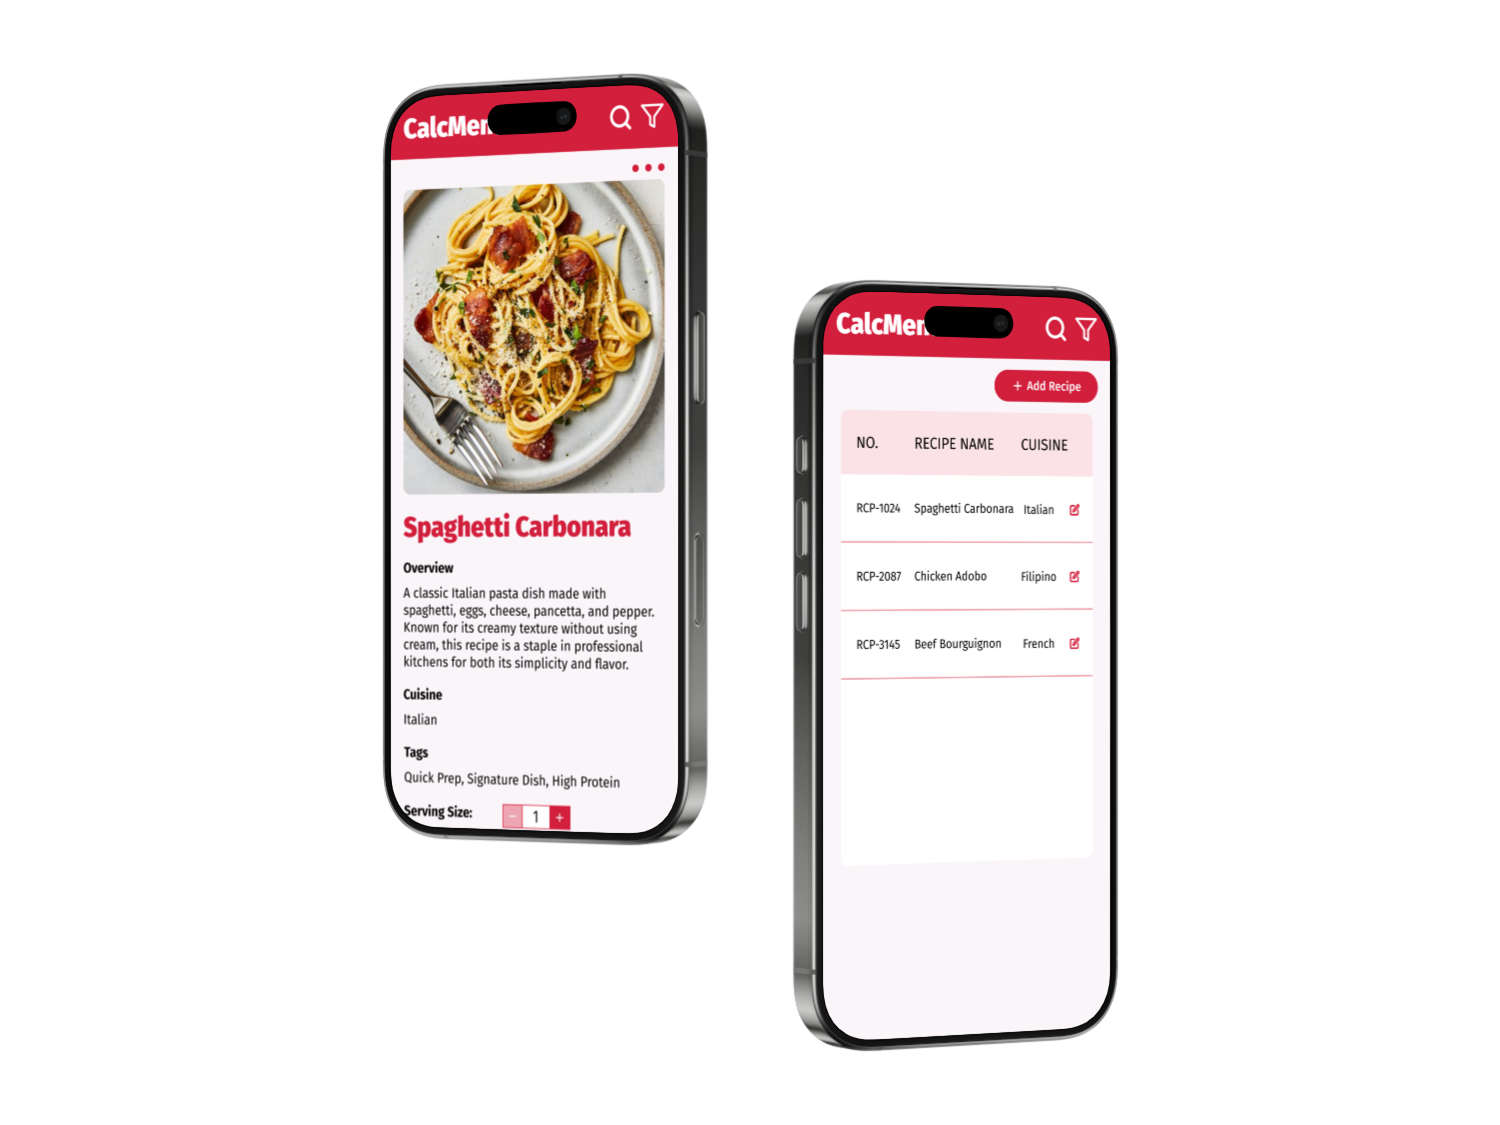 CalcMen
Spaghetti Carbonara
Overview
A classic Italian pasta dish made with
spaghetti, eggs, cheese, pancetta, and pepper.
Known for its creamy texture without using
cream, this recipe is a staple in professional
kitchens for both its simplicity and flavor.
Cuisine
Italian
Tags
Quick Prep, Signature Dish, High Protein
Serving Size: − 1 +
CalcMen
+ Add Recipe
NO. RECIPE NAME CUISINE
RCP-1024 Spaghetti Carbonara Italian
RCP-2087 Chicken Adobo Filipino
RCP-3145 Beef Bourguignon French